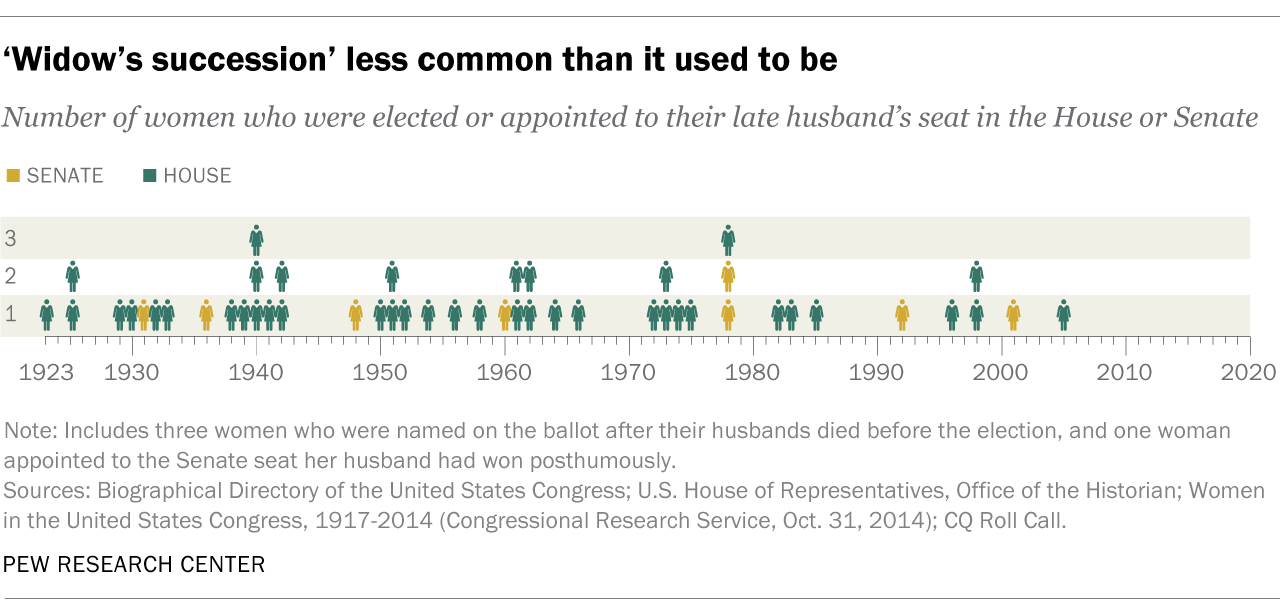 ‘Widow’s succession’ less common than it used to be
Number of women who were elected or appointed to their late husband’s seat in the House or Senate
SENATE HOUSE
3
2
1
1923 1930 1940 1950 1960 1970 1980 1990 2000 2010 2020
Note: Includes three women who were named on the ballot after their husbands died before the election, and one woman
appointed to the Senate seat her husband had won posthumously.
Sources: Biographical Directory of the United States Congress; U.S. House of Representatives, Office of the Historian; Women
in the United States Congress, 1917-2014 (Congressional Research Service, Oct. 31, 2014); CQ Roll Call.
PEW RESEARCH CENTER